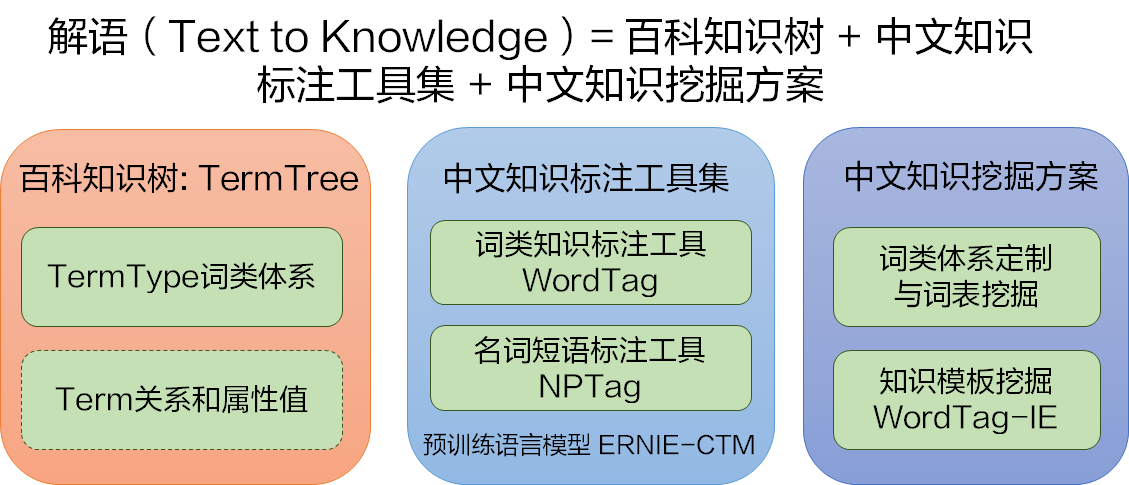 解语（Text to Knowledge）= 百科知识树 + 中文知识
标注工具集 + 中文知识挖掘方案
百科知识树: TermTree
TermType词类体系
Term关系和属性值
中文知识标注工具集
词类知识标注工具
WordTag
名词短语标注工具
NPTag
预训练语言模型 ERNIE-CTM
中文知识挖掘方案
词类体系定制
与词表挖掘
知识模板挖掘
WordTag-IE